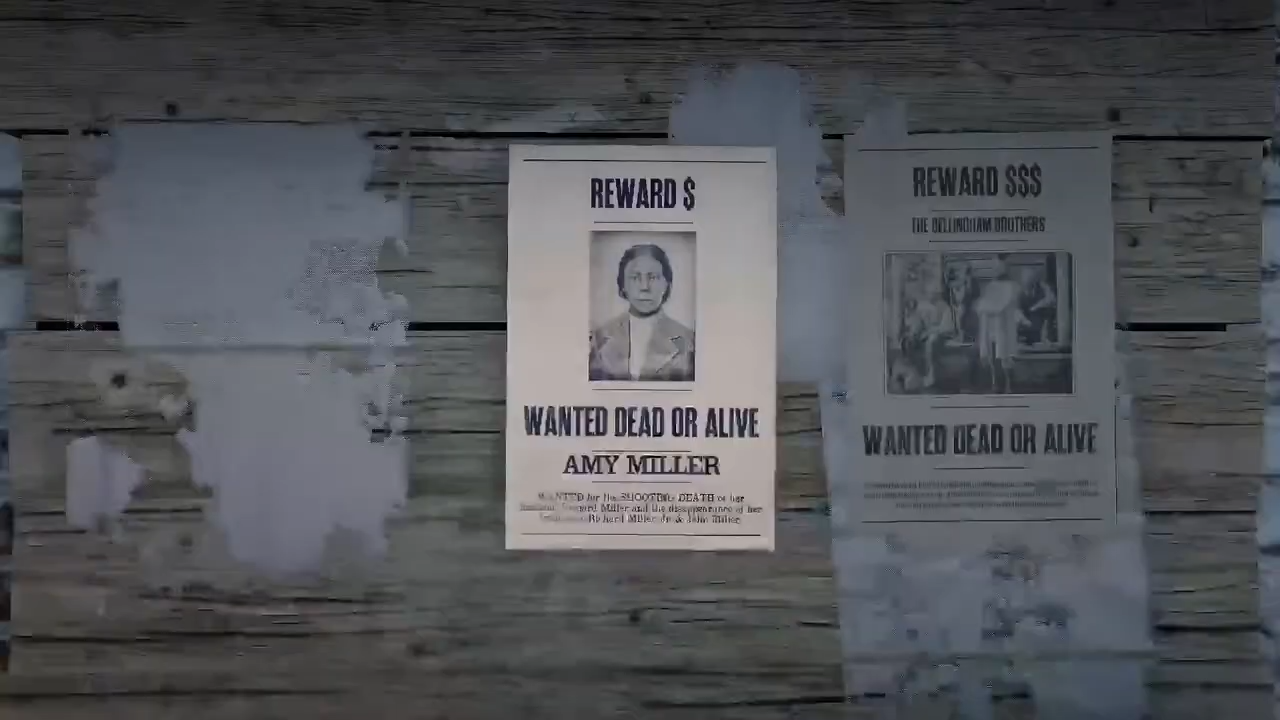 REWARD $
WANTED DEAD OR ALIVE
AMY MILLER
WANTED for the SHOOTING DEATH of her
Miller and the disappearance of her
Richard Miller Jr. & John Miller
REWARD $$$
THE BELLINGHAM BROTHERS
WANTED DEAD OR ALIVE